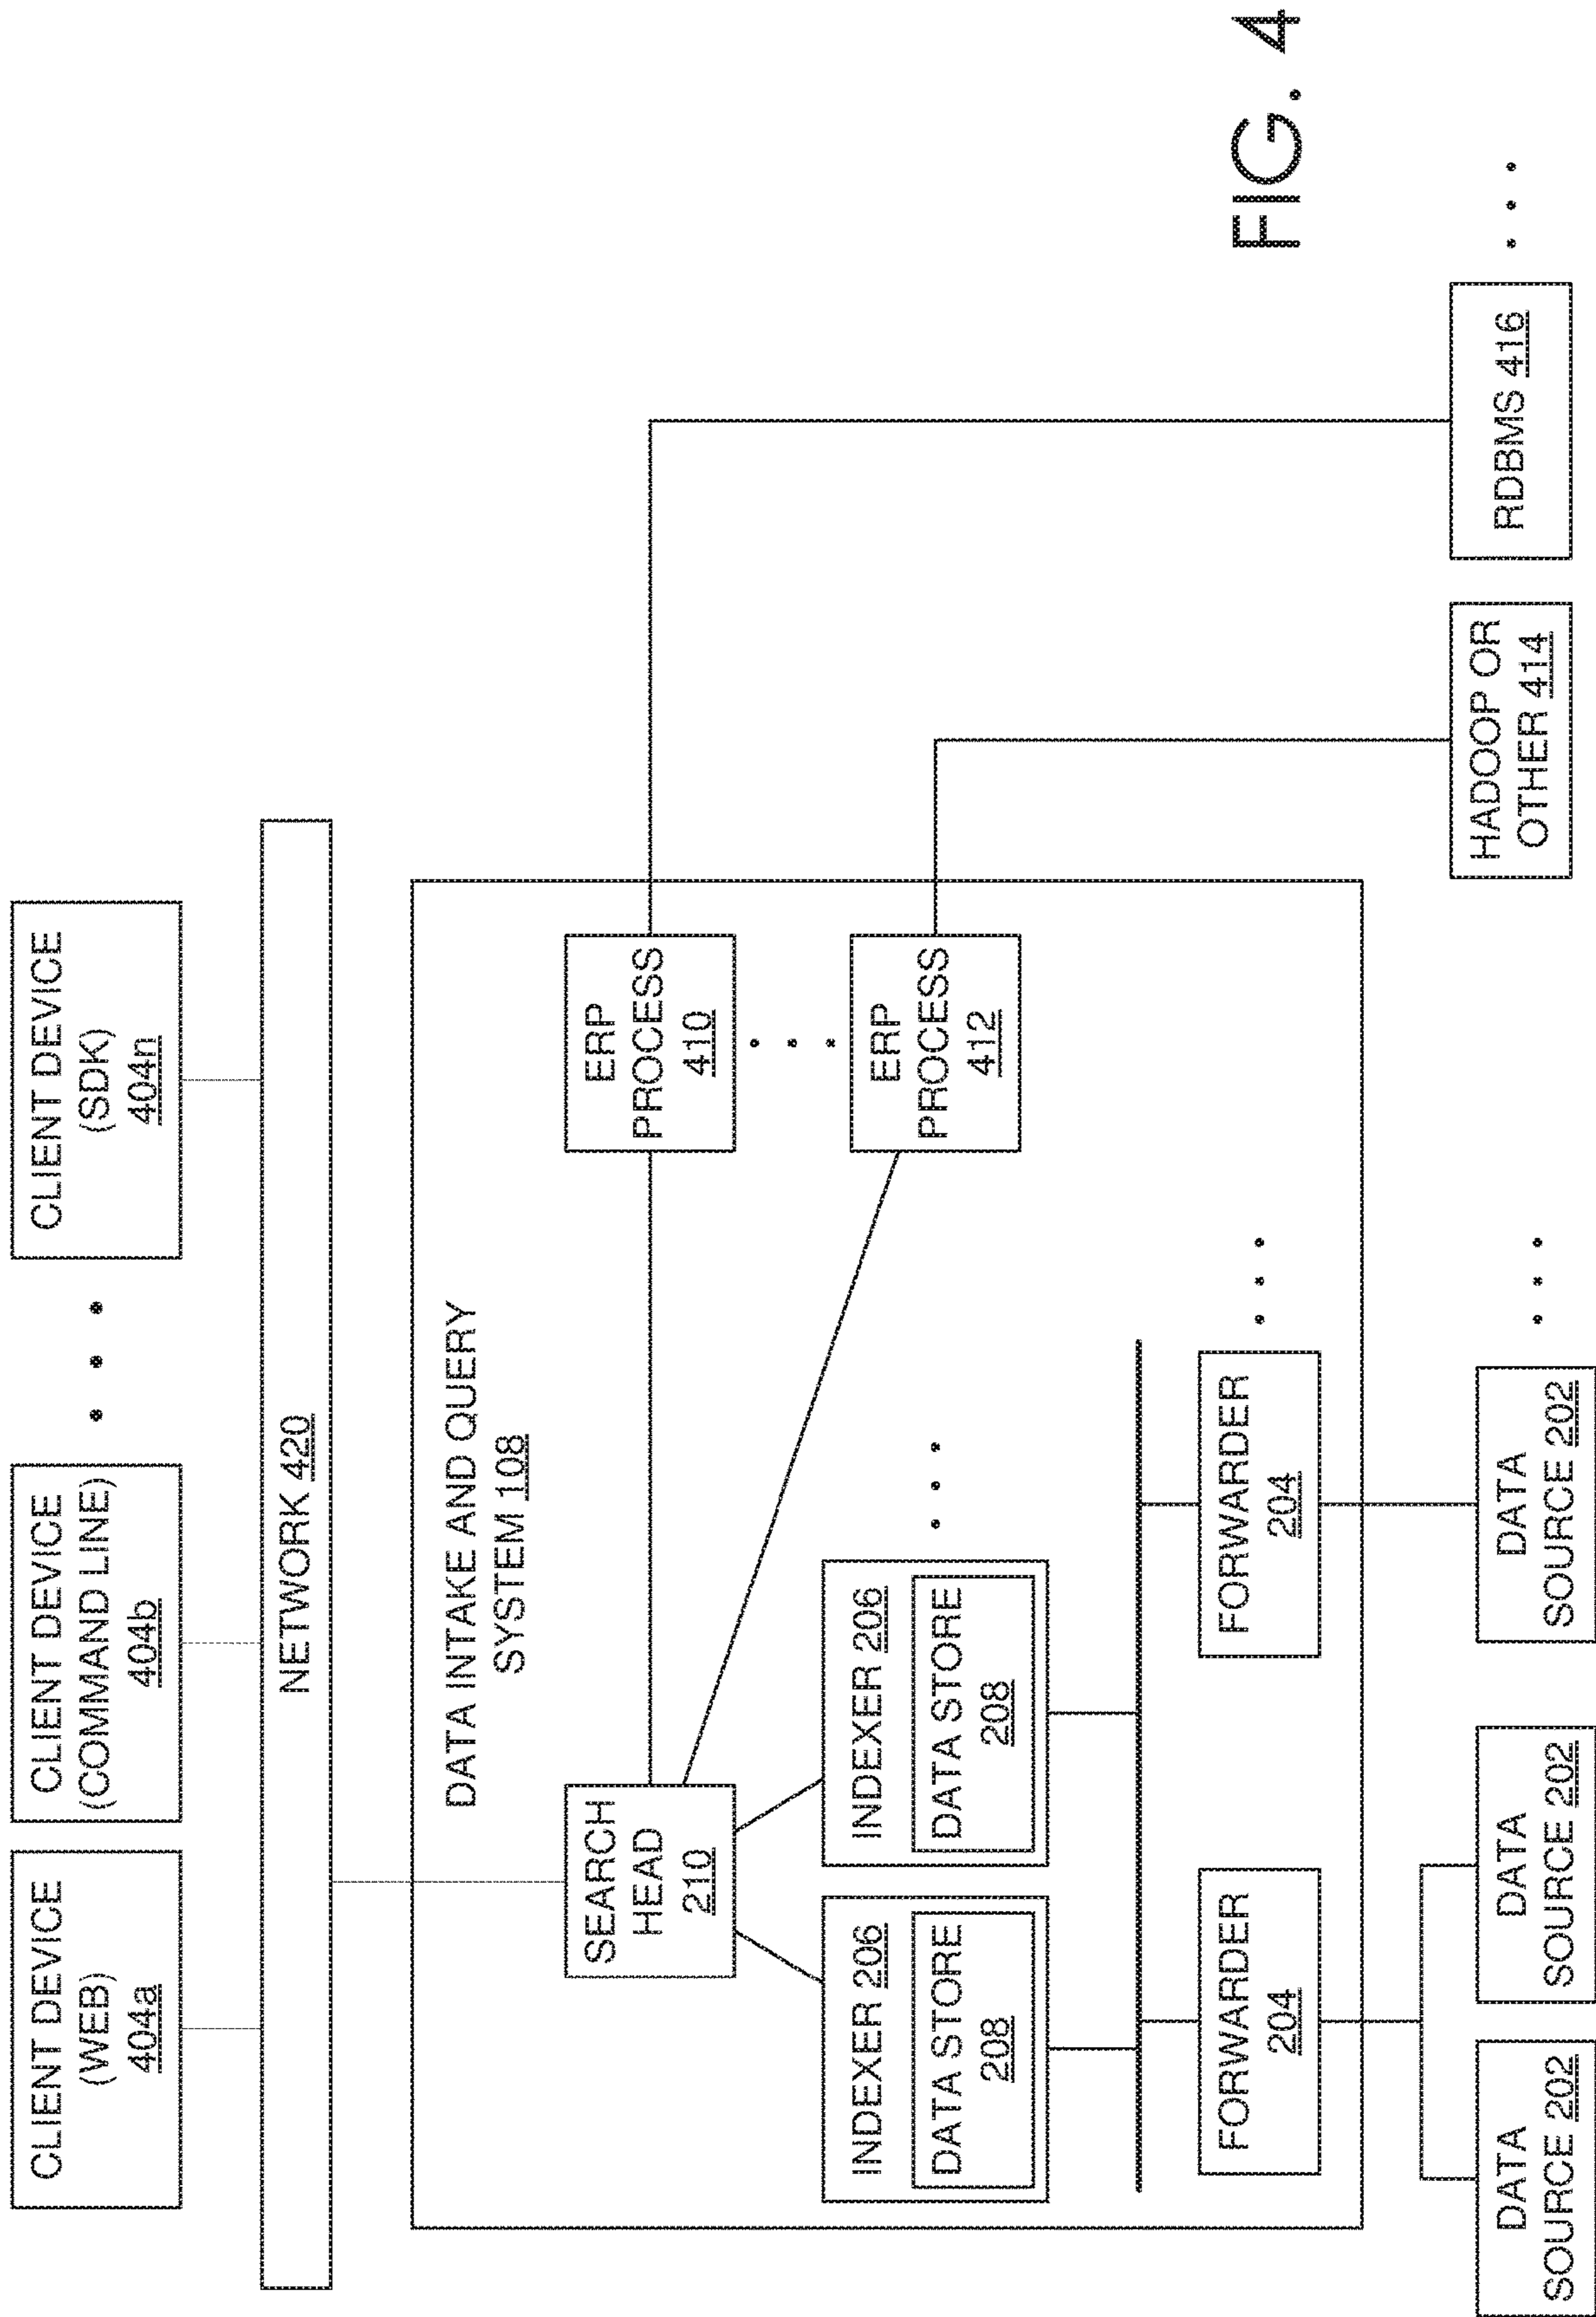 CLIENT DEVICE
(WEB)
404a
CLIENT DEVICE
(COMMAND LINE)
404b
CLIENT DEVICE
(SDK)
404n
NETWORK 420
DATA INTAKE AND QUERY
SYSTEM 108
SEARCH
HEAD
210
ERP
PROCESS
410
ERP
PROCESS
412
INDEXER 206
DATA STORE
208
INDEXER 206
DATA STORE
208
FORWARDER
204
FORWARDER
204
DATA
SOURCE 202
DATA
SOURCE 202
DATA
SOURCE 202
HADOOP OR
OTHER 414
RDBMS 416
FIG. 4